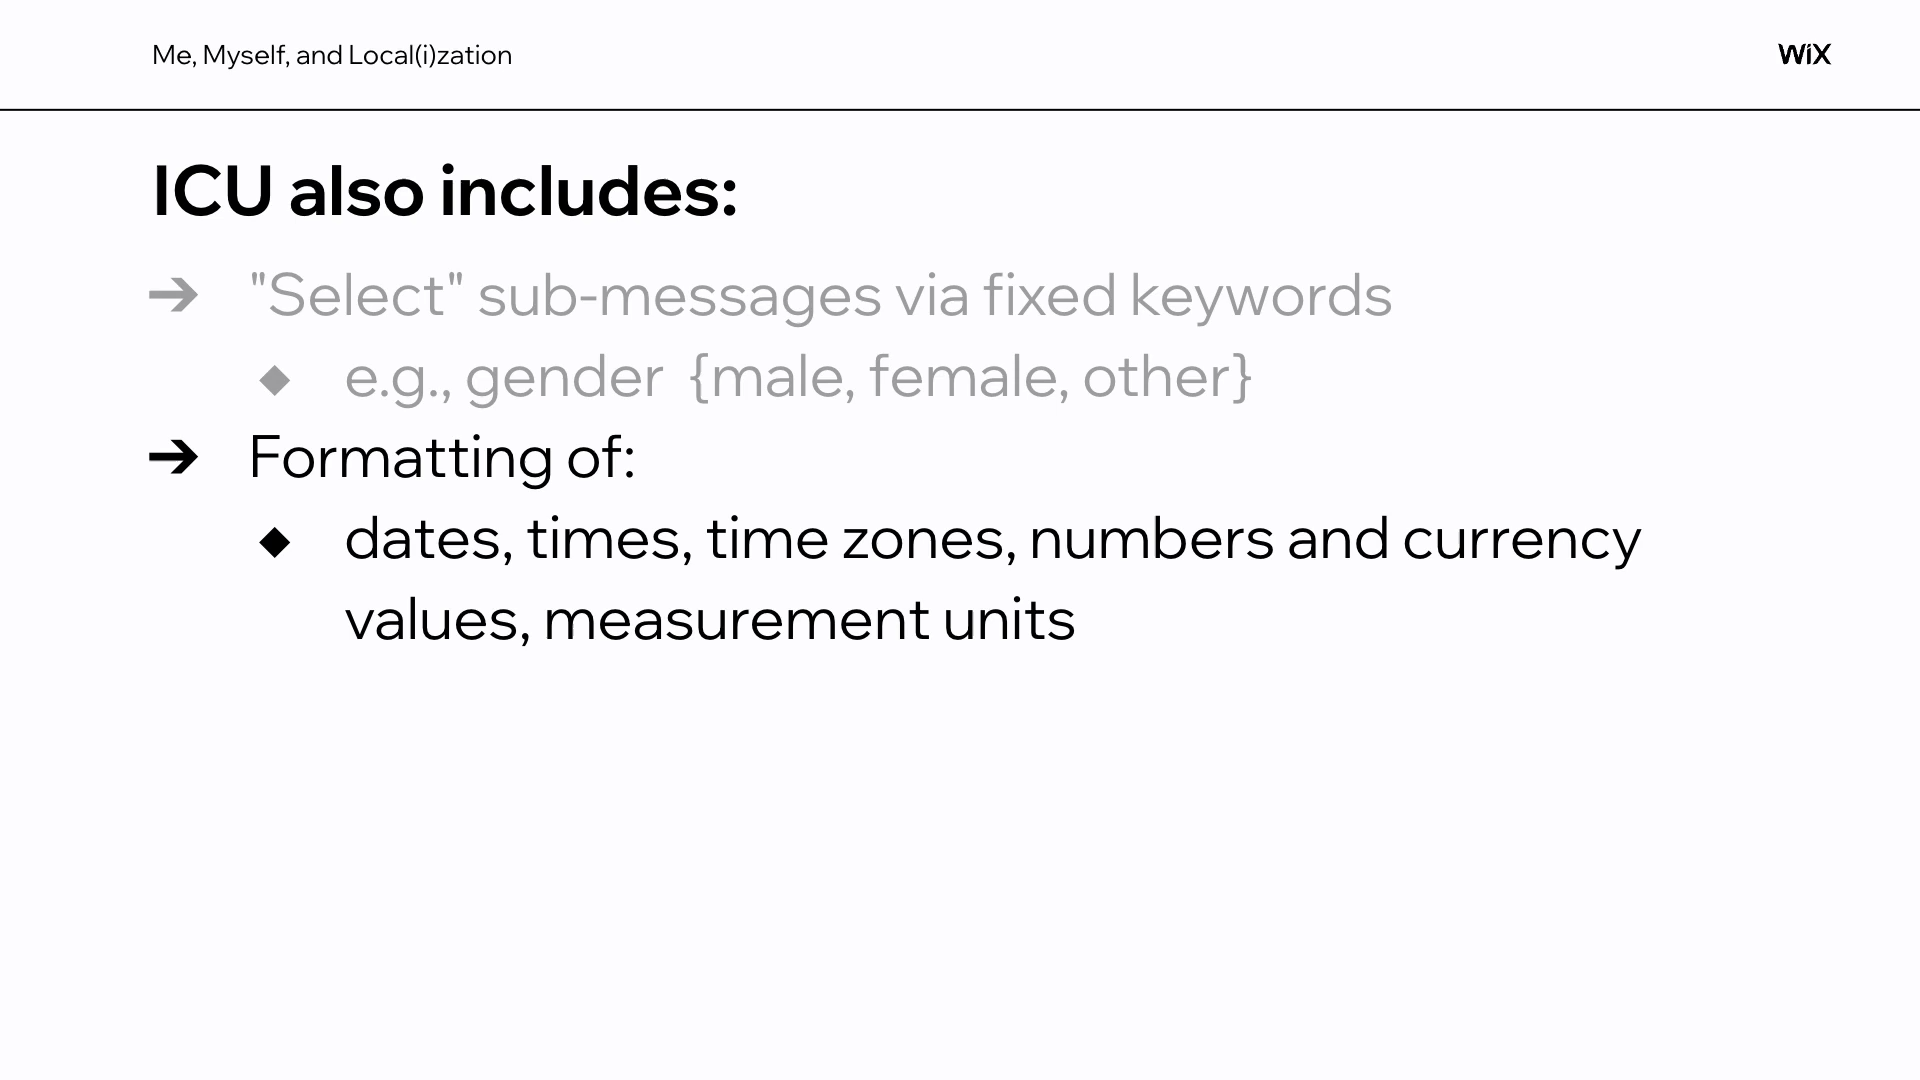 Me, Myself, and Local(i)zation
WiX
ICU also includes:
➔ "Select" sub-messages via fixed keywords
◆ e.g., gender {male, female, other}
➔ Formatting of:
◆ dates, times, time zones, numbers and currency
values, measurement units